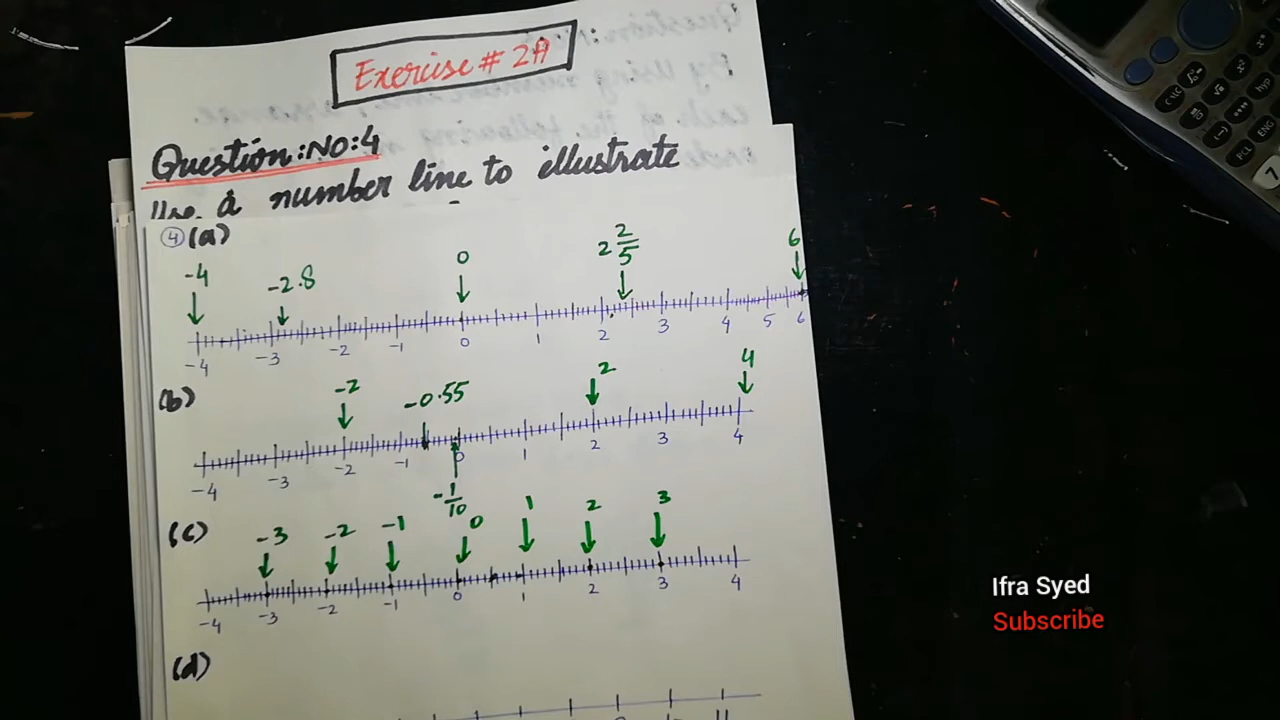 Exercise # 2A
Question:No:4
Use a number line to illustrate
④(a)
-4 -2.8 0 2 2/5 6
-4 -3 -2 -1 0 1 2 3 4 5 6
(b)
-2 -0.55 2 4
-4 -3 -2 -1 0 1 2 3 4
-1/10
(c)
-3 -2 -1 0 1 2 3
-4 -3 -2 -1 0 1 2 3 4
(d)
Ifra Syed
Subscribe